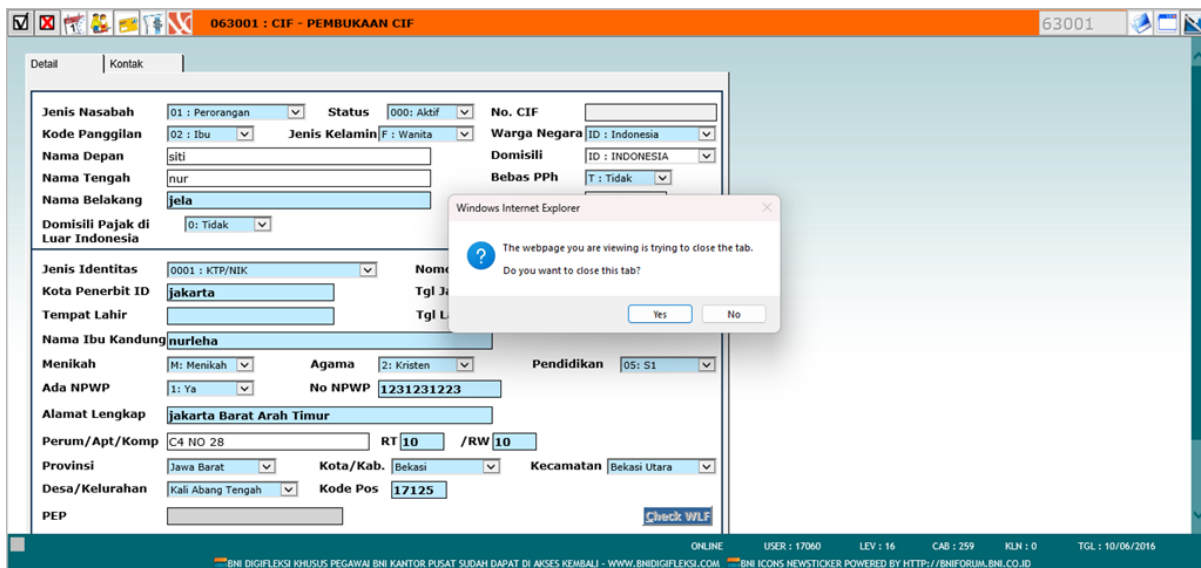 063001 : CIF - PEMBUKAAN CIF 63001
Detail Kontak
Jenis Nasabah 01 : Perorangan Status 000: Aktif No. CIF
Kode Panggilan 02 : Ibu Jenis Kelamin F : Wanita Warga Negara ID : Indonesia
Nama Depan siti Domisili ID : INDONESIA
Nama Tengah nur Bebas PPh T : Tidak
Nama Belakang jela
Domisili Pajak di Luar Indonesia 0: Tidak
Windows Internet Explorer
The webpage you are viewing is trying to close the tab.
Do you want to close this tab?
Yes No
Jenis Identitas 0001 : KTP/NIK
Kota Penerbit ID jakarta
Tempat Lahir
Nama Ibu Kandung nurleha
Menikah M: Menikah Agama 2: Kristen Pendidikan 05: S1
Ada NPWP 1: Ya No NPWP 1231231223
Alamat Lengkap jakarta Barat Arah Timur
Perum/Apt/Komp C4 NO 28 RT 10 /RW 10
Provinsi Jawa Barat Kota/Kab. Bekasi Kecamatan Bekasi Utara
Desa/Kelurahan Kali Abang Tengah Kode Pos 17125
PEP Check WLF
ONLINE USER : 17060 LEV : 16 CAB : 259 KLN : 0 TGL : 10/06/2016
BNI DIGIFLEKSI KHUSUS PEGAWAI BNI KANTOR PUSAT SUDAH DAPAT DI AKSES KEMBALI - WWW.BNIDIGIFLEKSI.COM BNI ICONS NEWSTICKER POWERED BY HTTP://BNIFORUM.BNI.CO.ID